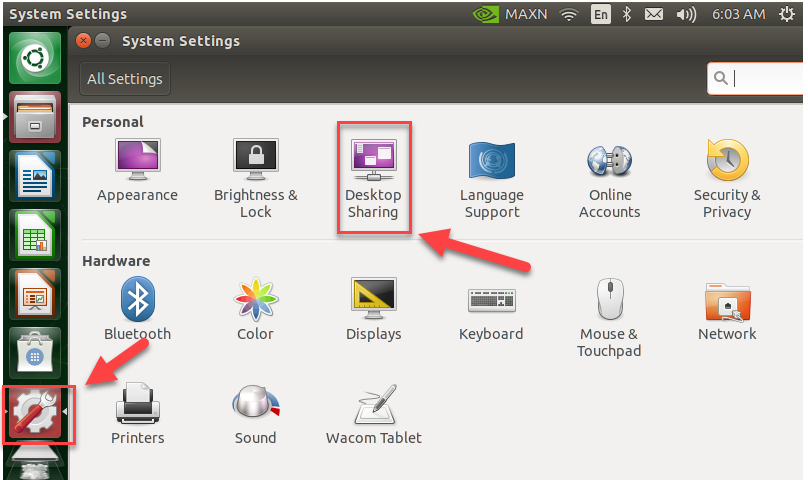 System Settings
MAXN
En
6:03 AM
System Settings
All Settings
Personal
Appearance
Brightness &
Lock
Desktop
Sharing
Language
Support
Online
Accounts
Security &
Privacy
Hardware
Bluetooth
Color
Displays
Keyboard
Mouse &
Touchpad
Network
Printers
Sound
Wacom Tablet